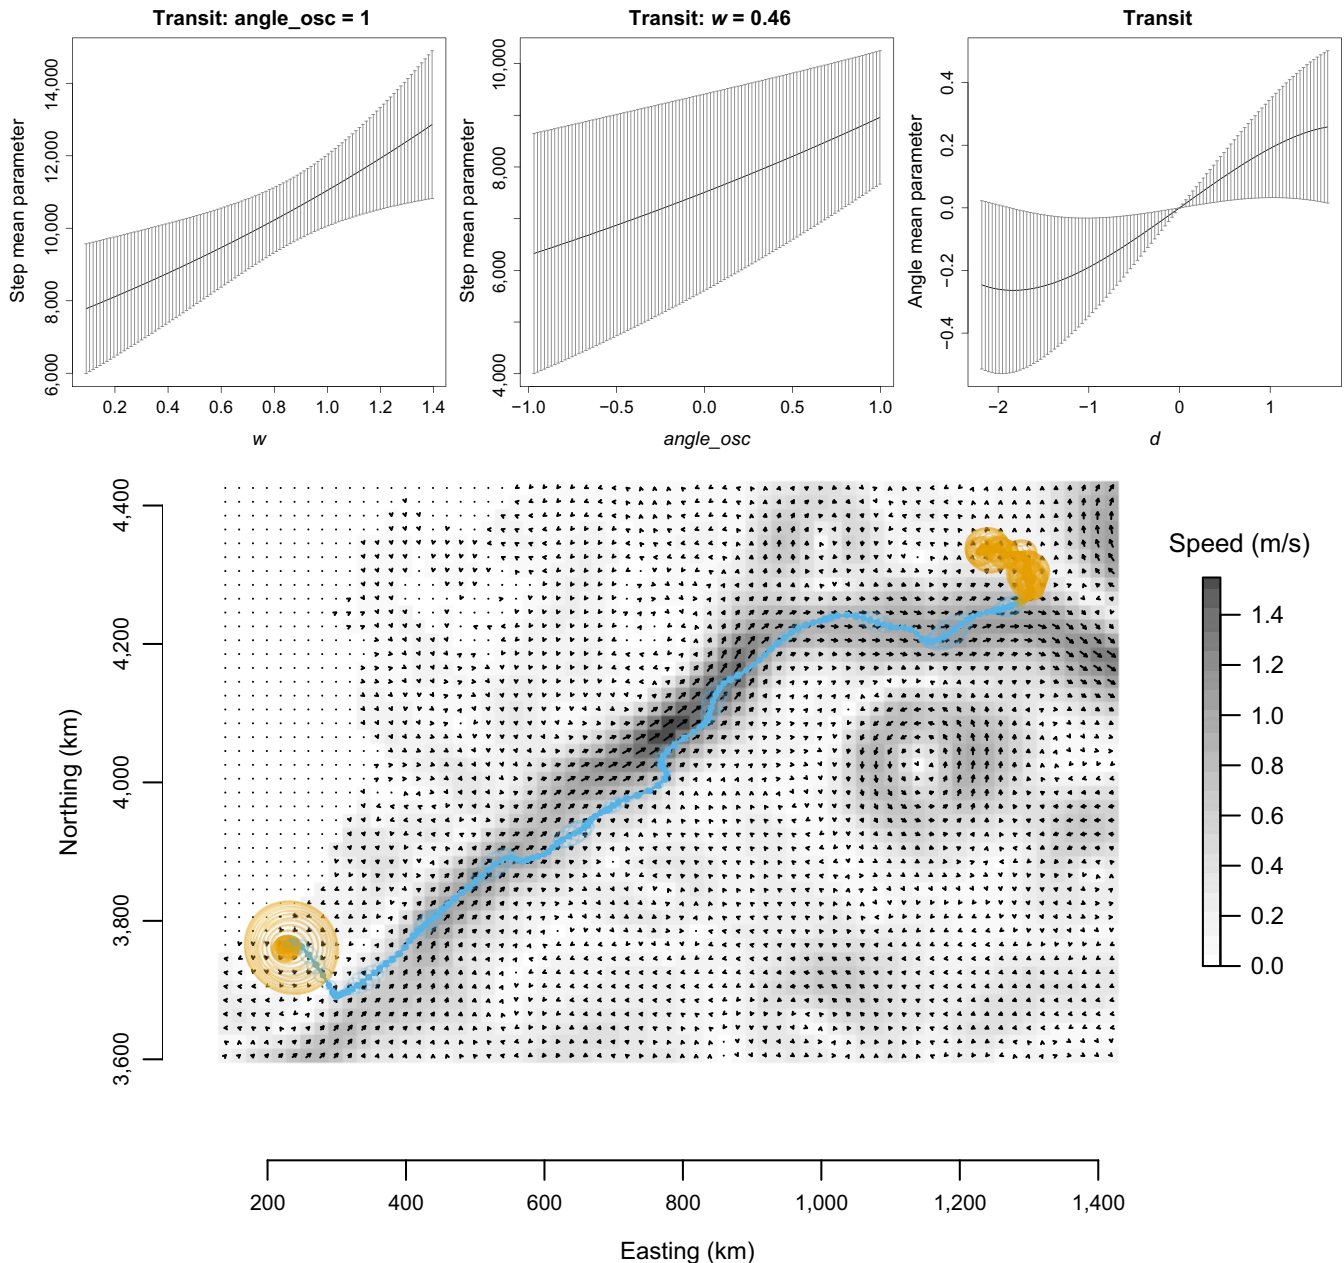 Transit: angle_osc = 1
Transit: w = 0.46
Transit
Step mean parameter
14,000
12,000
10,000
8,000
6,000
0.2 0.4 0.6 0.8 1.0 1.2 1.4
w
Step mean parameter
10,000
8,000
6,000
4,000
−1.0 −0.5 0.0 0.5 1.0
angle_osc
Angle mean parameter
0.4
0.2
0.0
−0.2
−0.4
−2 −1 0 1
d
Northing (km)
4,400
4,200
4,000
3,800
3,600
200 400 600 800 1,000 1,200 1,400
Easting (km)
Speed (m/s)
1.4
1.2
1.0
0.8
0.6
0.4
0.2
0.0